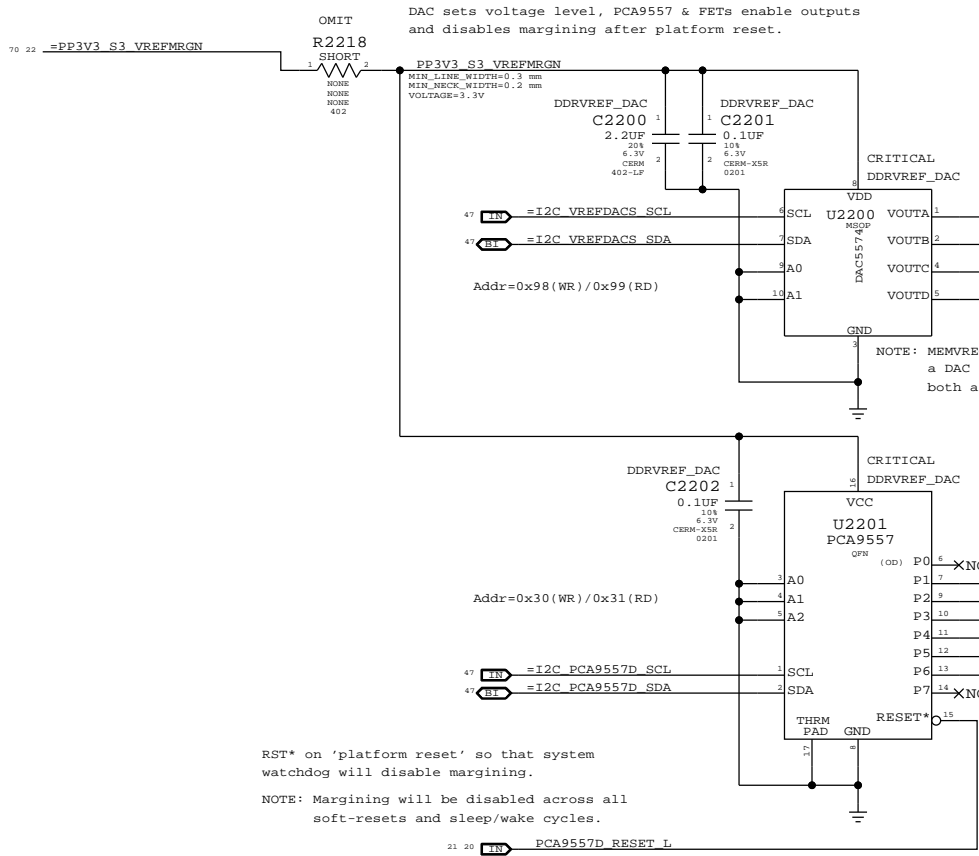 DAC sets voltage level, PCA9557 & FETs enable outputs
and disables margining after platform reset.
OMIT
R2218
SHORT
70 22 =PP3V3_S3_VREFMRGN
1 2
NONE
NONE
NONE
402
PP3V3_S3_VREFMRGN
MIN_LINE_WIDTH=0.3 mm
MIN_NECK_WIDTH=0.2 mm
VOLTAGE=3.3V
DDRVREF_DAC
C2200 1
2.2UF
20%
6.3V 2
CERM
402-LF
DDRVREF_DAC
1 C2201
0.1UF
10%
2 6.3V
CERM-X5R
0201
CRITICAL
DDRVREF_DAC
8
VDD
U2200
MSOP
DAC5574
47 IN =I2C_VREFDACS_SCL 6 SCL
47 BI =I2C_VREFDACS_SDA 7 SDA
9 A0
10 A1
VOUTA 1
VOUTB 2
VOUTC 4
VOUTD 5
GND
3
Addr=0x98(WR)/0x99(RD)
NOTE: MEMVRE
a DAC
both a
CRITICAL
DDRVREF_DAC
DDRVREF_DAC
C2202 1
0.1UF
10%
6.3V 2
CERM-X5R
0201
16
VCC
U2201
PCA9557
QFN
(OD) P0 6 NO
P1 7
P2 9
P3 10
P4 11
P5 12
P6 13
P7 14 NO
RESET* 15
3 A0
4 A1
5 A2
Addr=0x30(WR)/0x31(RD)
47 IN =I2C_PCA9557D_SCL 1 SCL
47 BI =I2C_PCA9557D_SDA 2 SDA
THRM
PAD GND
17 8
RST* on 'platform reset' so that system
watchdog will disable margining.
NOTE: Margining will be disabled across all
soft-resets and sleep/wake cycles.
21 20 IN PCA9557D_RESET_L